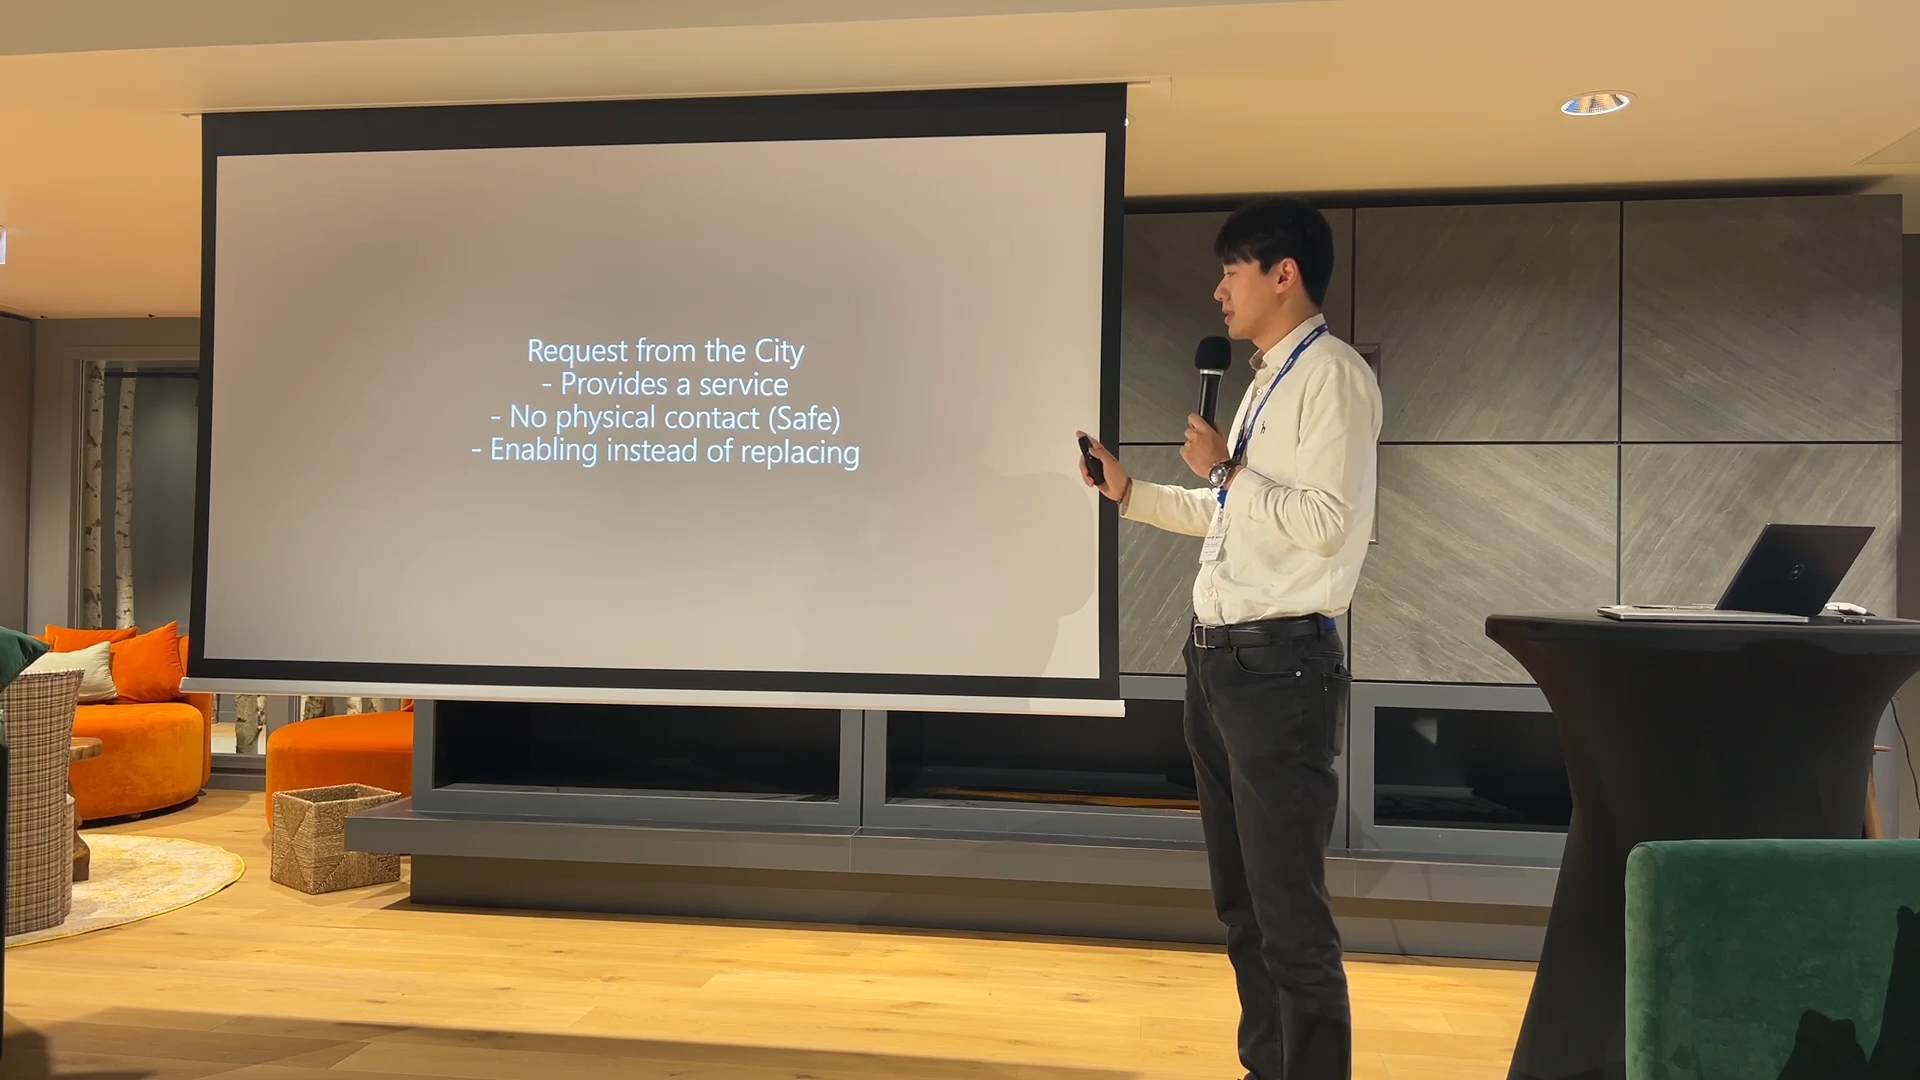 Request from the City
- Provides a service
- No physical contact (Safe)
- Enabling instead of replacing